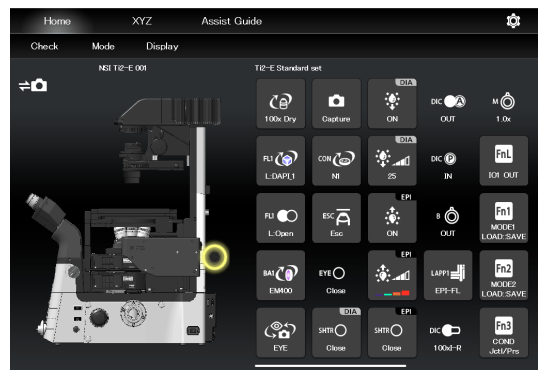 Home XYZ Assist Guide
Check Mode Display
NSI Ti2-E 001
Ti2-E Standard set
100x Dry
Capture
DIA
ON
DIC A
OUT
M
1.0x
FL1
L:DAPI_1
CON
N1
DIA
25
DIC P
IN
FnL
IO1 OUT
FL1
L:Open
ESC
Esc
EPI
ON
B
OUT
Fn1
MODE1
LOAD:SAVE
BA1
EM400
EYE
Close
EPI
LAPP1
EPI-FL
Fn2
MODE2
LOAD:SAVE
EYE
DIA
SHTR
Close
EPI
SHTR
Close
DIC
100xI-R
Fn3
COND
Jctl/Prs